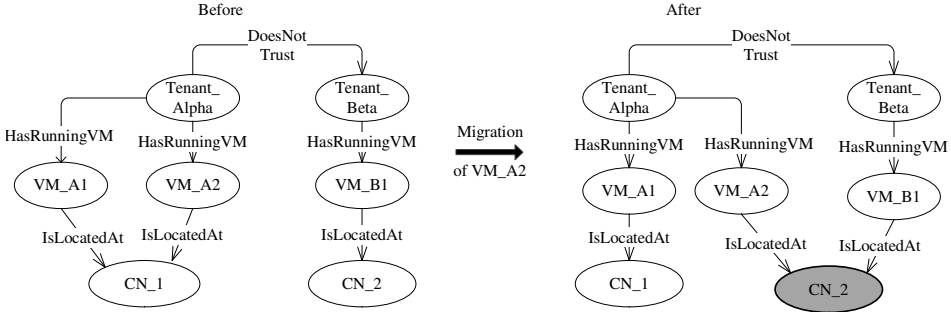 Before
DoesNot
Trust
Tenant_
Alpha
Tenant_
Beta
HasRunningVM
HasRunningVM
HasRunningVM
VM_A1
VM_A2
VM_B1
IsLocatedAt
IsLocatedAt
IsLocatedAt
CN_1
CN_2
Migration
of VM_A2
After
DoesNot
Trust
Tenant_
Alpha
Tenant_
Beta
HasRunningVM
HasRunningVM
HasRunningVM
VM_A1
VM_A2
VM_B1
IsLocatedAt
IsLocatedAt
IsLocatedAt
CN_1
CN_2